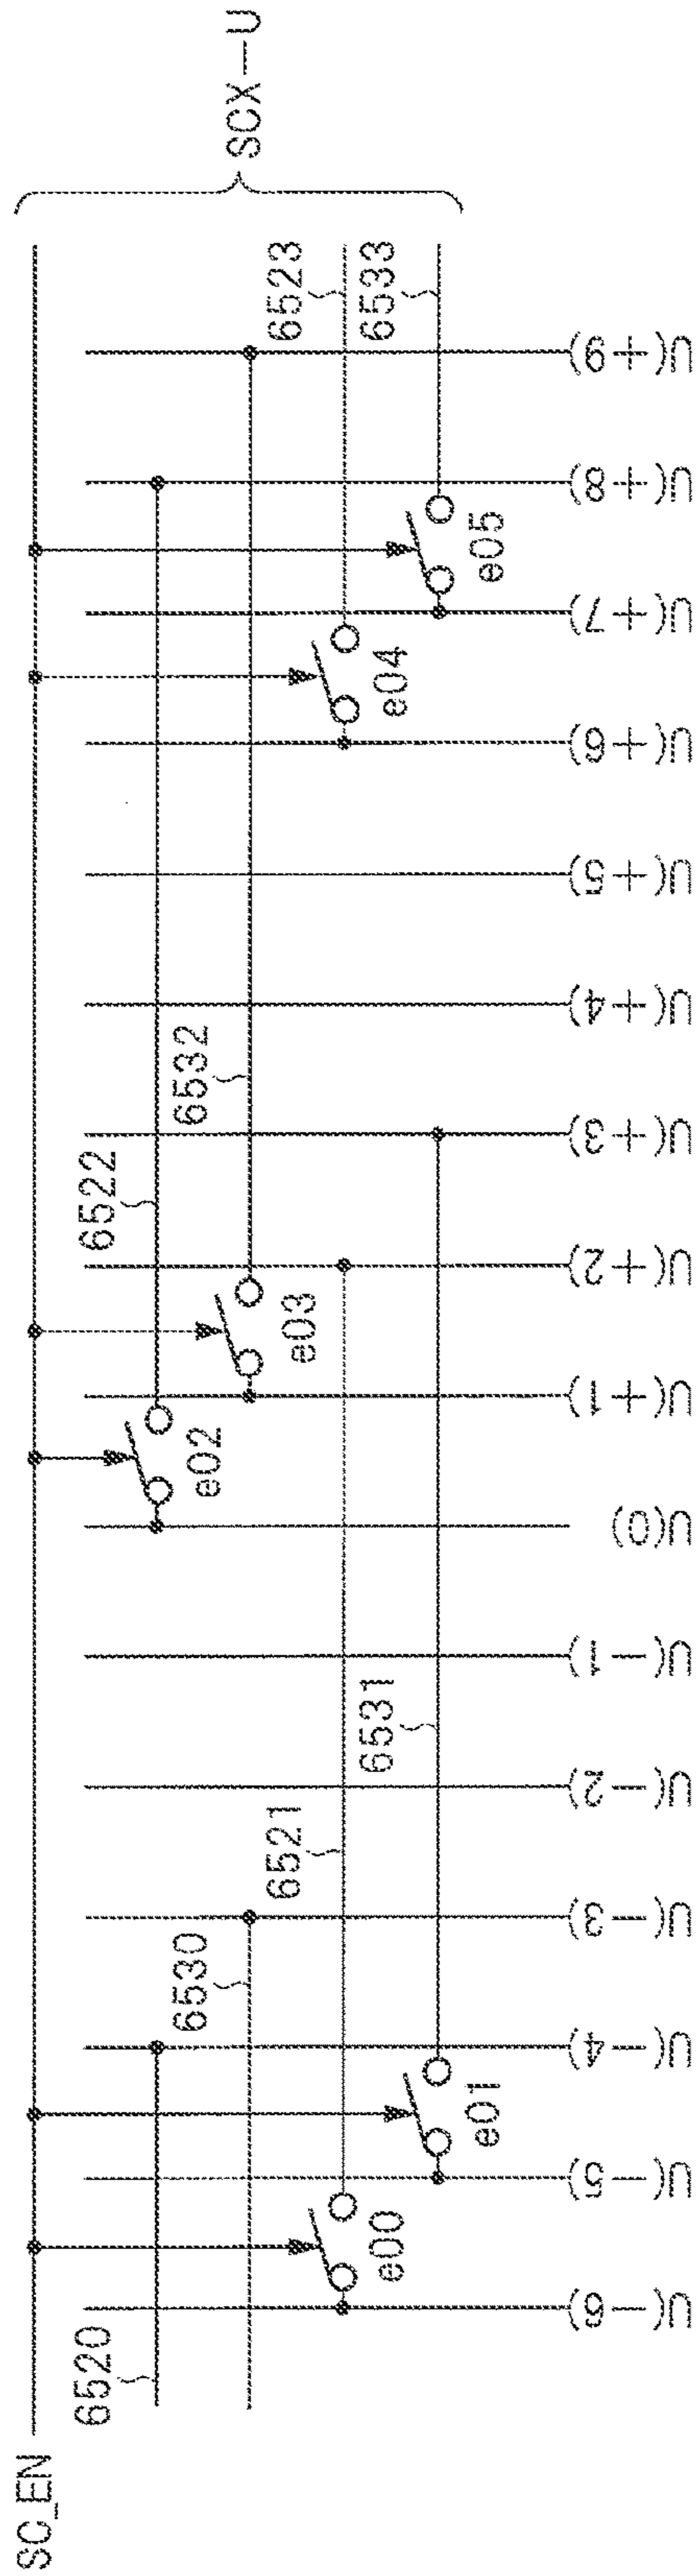 SC_EN
SCX-U
6520
6530
6521
6531
6522
6532
6523
6533
e00
e01
e02
e03
e04
e05
U(-6)
U(-5)
U(-4)
U(-3)
U(-2)
U(-1)
U(0)
U(+1)
U(+2)
U(+3)
U(+4)
U(+5)
U(+6)
U(+7)
U(+8)
U(+9)